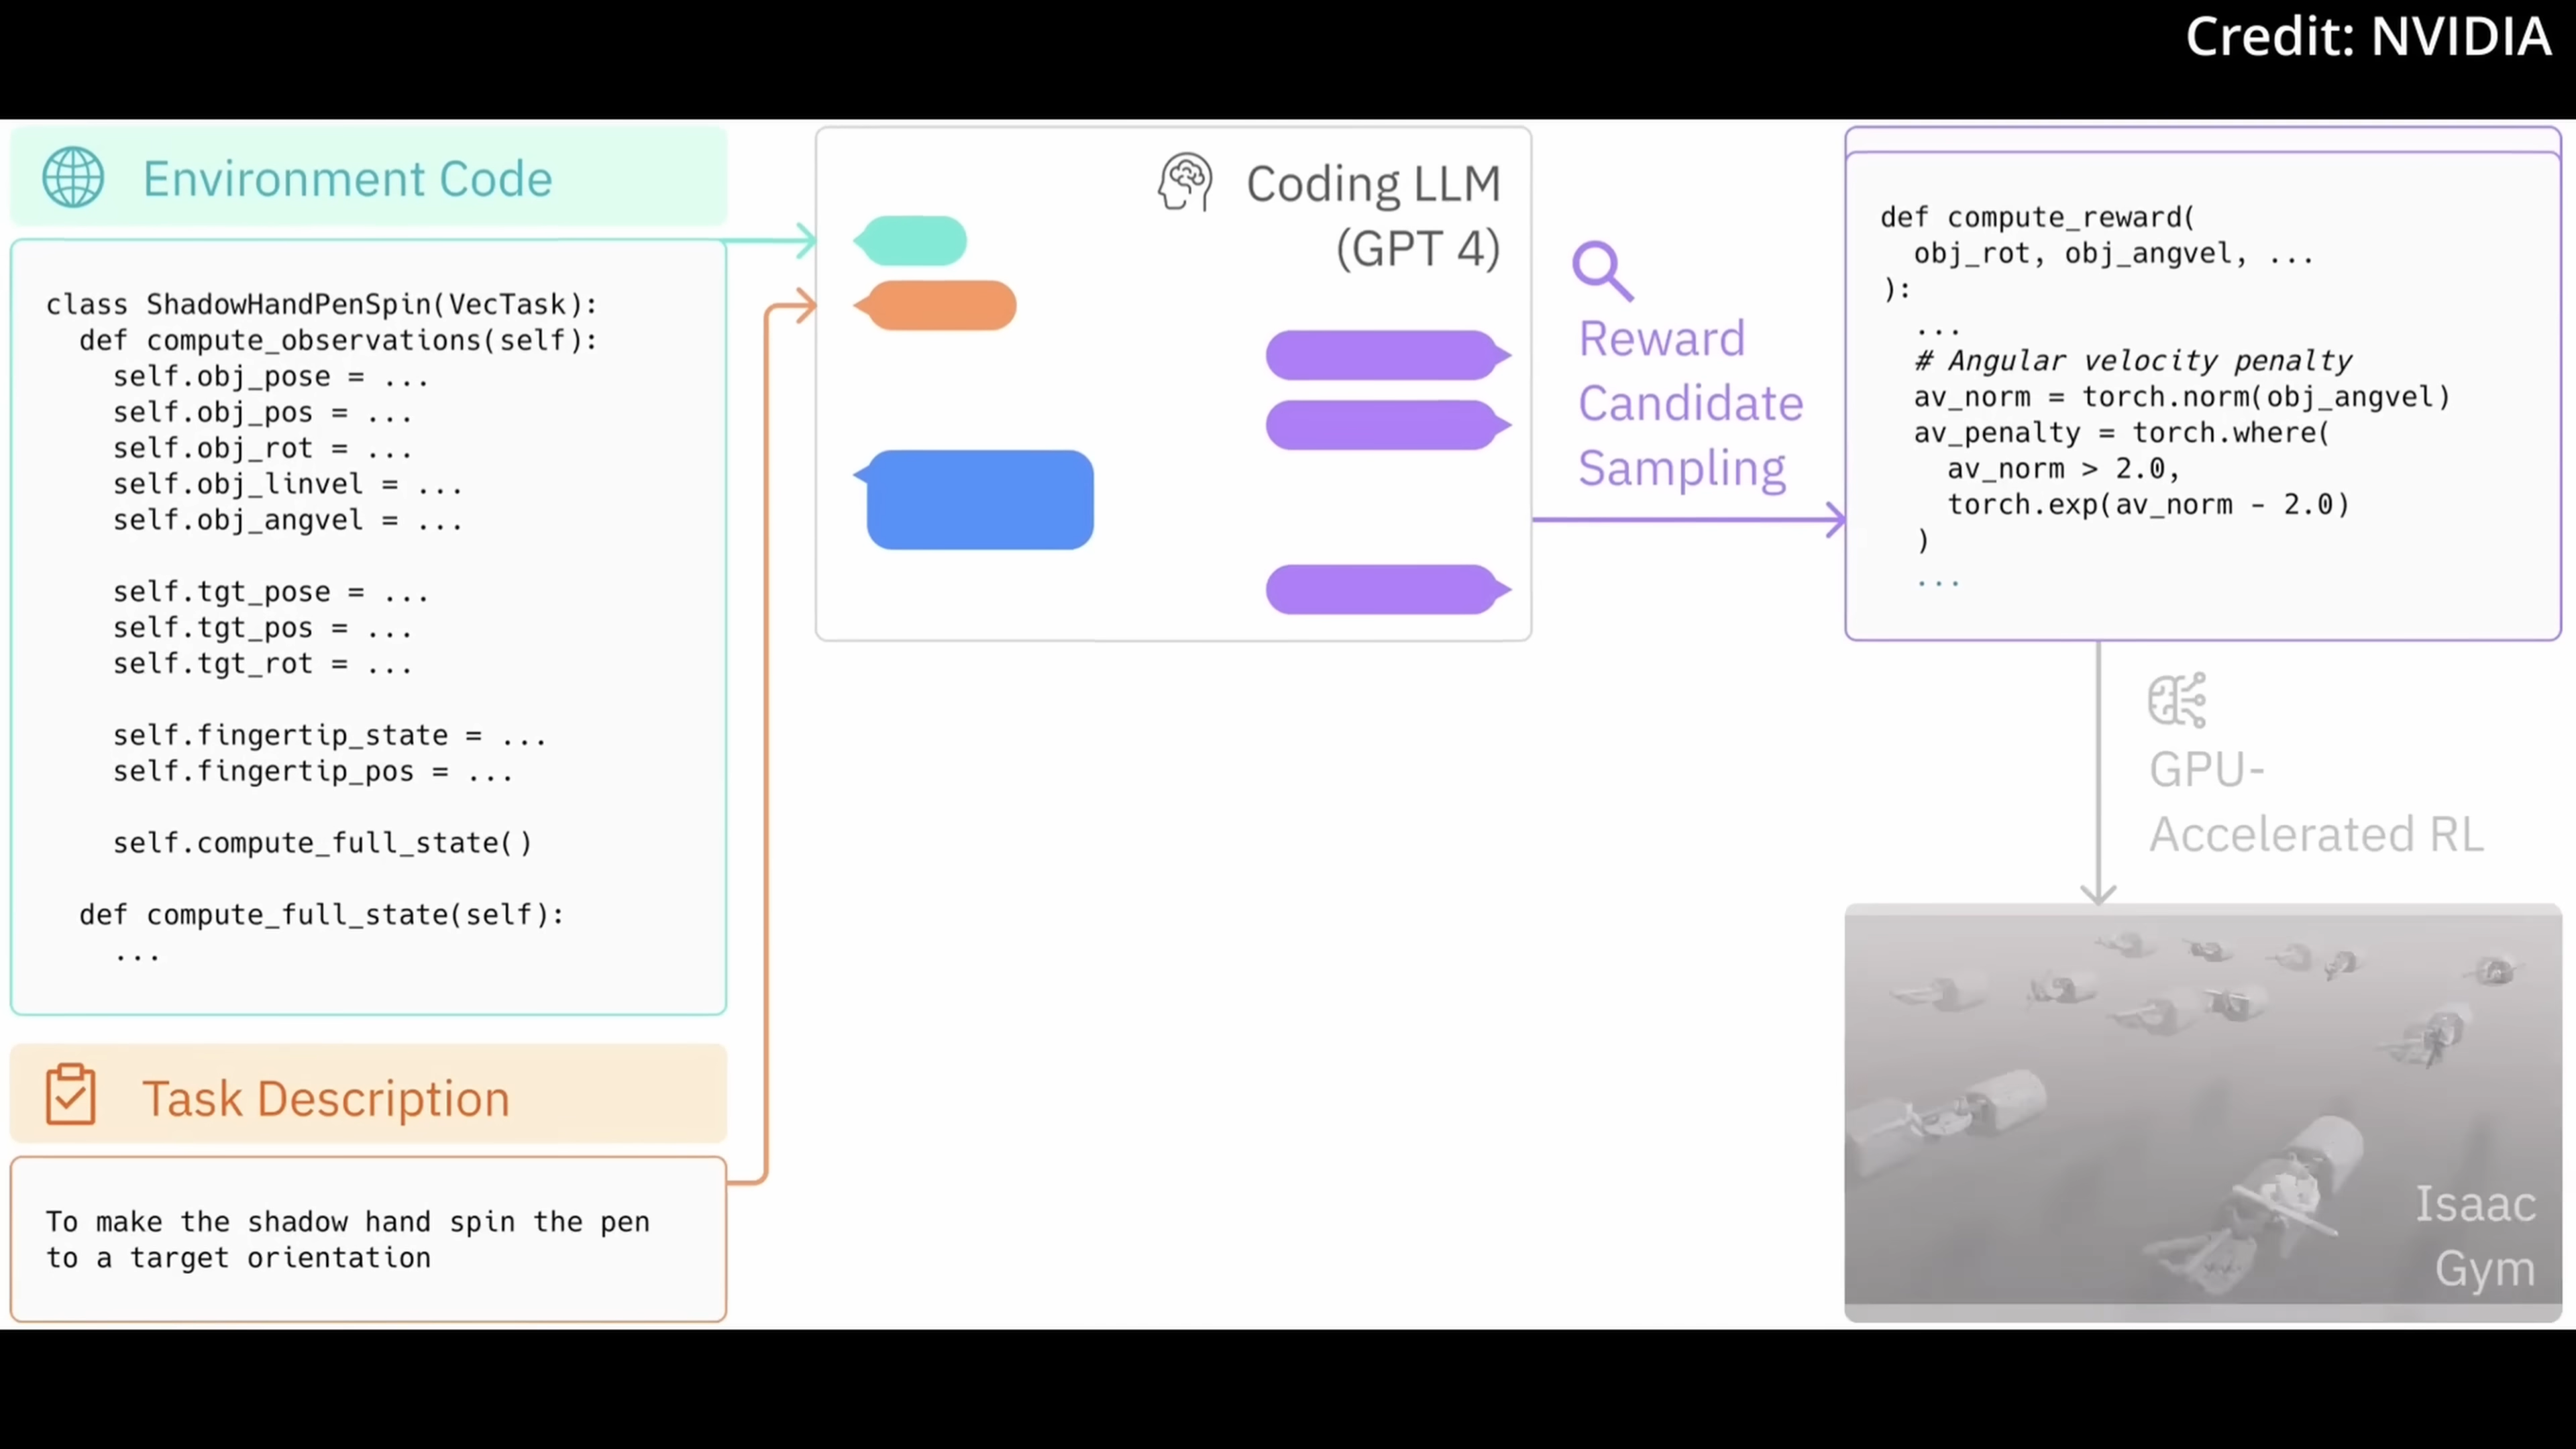 Credit: NVIDIA
Environment Code
class ShadowHandPenSpin(VecTask):
  def compute_observations(self):
    self.obj_pose = ...
    self.obj_pos = ...
    self.obj_rot = ...
    self.obj_linvel = ...
    self.obj_angvel = ...
    self.tgt_pose = ...
    self.tgt_pos = ...
    self.tgt_rot = ...
    self.fingertip_state = ...
    self.fingertip_pos = ...
    self.compute_full_state()
  def compute_full_state(self):
    ...
Task Description
To make the shadow hand spin the pen
to a target orientation
Coding LLM
(GPT 4)
Reward
Candidate
Sampling
def compute_reward(
  obj_rot, obj_angvel, ...
):
  ...
  # Angular velocity penalty
  av_norm = torch.norm(obj_angvel)
  av_penalty = torch.where(
    av_norm > 2.0,
    torch.exp(av_norm - 2.0)
  )
  ...
GPU-
Accelerated RL
Isaac
Gym